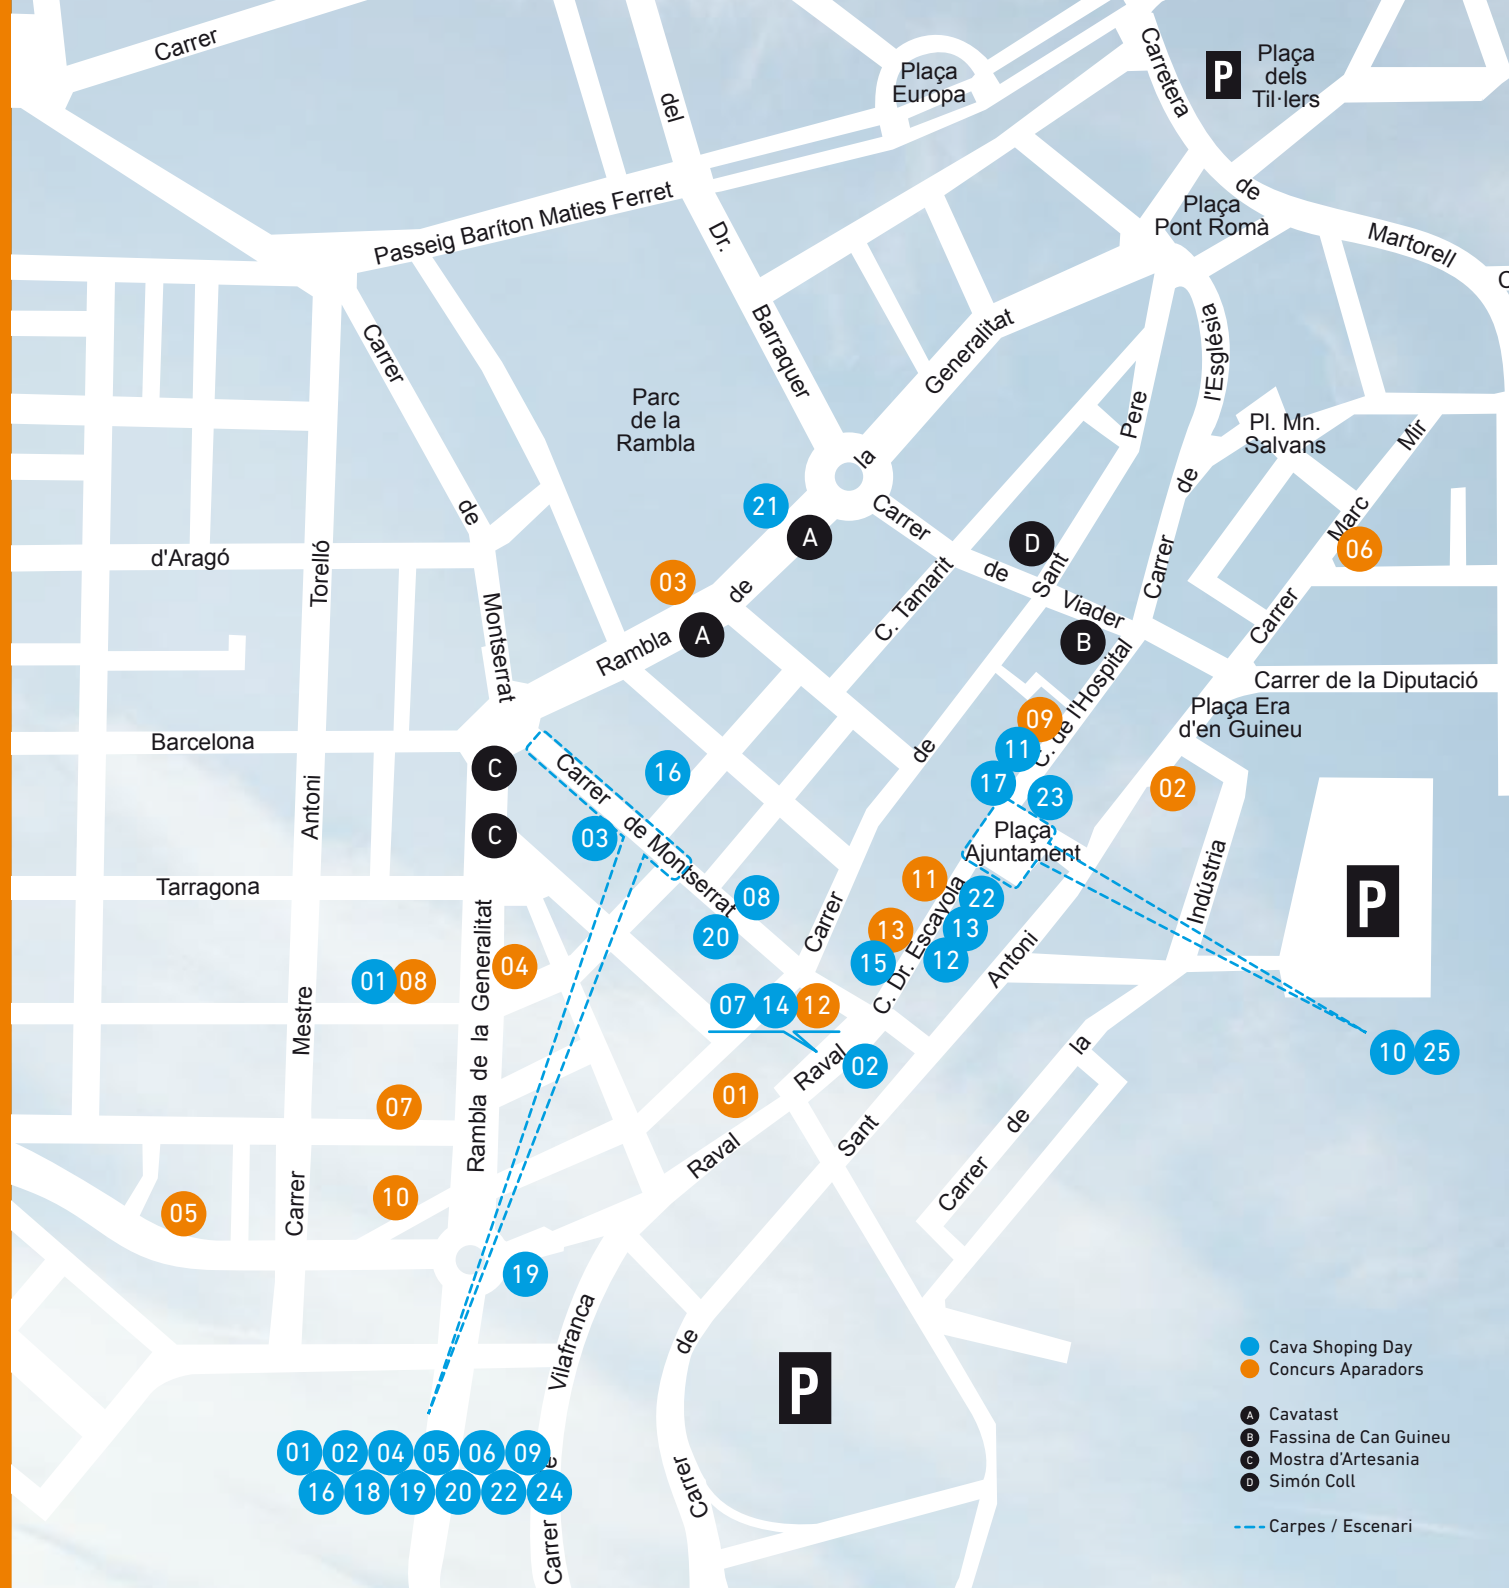 Carrer
del
Plaça
Europa
Carretera
P
Plaça
dels
Til·lers
de
Martorell
C
Plaça
Pont Romà
Passeig Baríton Maties Ferret
Dr.
Barraquer
Carrer
de
Montserrat
Generalitat
la
de
Rambla
l'Església
de
Carrer
Pere
Sant
de
Carrer
Parc
de la
Rambla
Pl. Mn.
Salvans
Mir
Marc
Carrer
06
21
A
03
A
Carrer
de
Viader
D
B
C. Tamarit
d'Aragó
Torelló
Antoni
Mestre
Carrer
Barcelona
Tarragona
Carrer de la Diputació
Plaça Era
d'en Guineu
C. de l'Hospital
09
11
17
23
02
C
C
16
Carrer
de Montserrat
03
08
20
Plaça
Ajuntament
Indústria
la
de
Carrer
P
11
22
13
13
15
12
C. Dr. Escayola
Antoni
Sant
04
01
08
Rambla de la Generalitat
07
14
12
Raval
02
10
25
01
Raval
07
10
05
19
Vilafranca
de
Carrer
de
Carrer
P
01
02
04
05
06
09
16
18
19
20
22
24
Cava Shoping Day
Concurs Aparadors
A Cavatast
B Fassina de Can Guineu
C Mostra d'Artesania
D Simón Coll
Carpes / Escenari